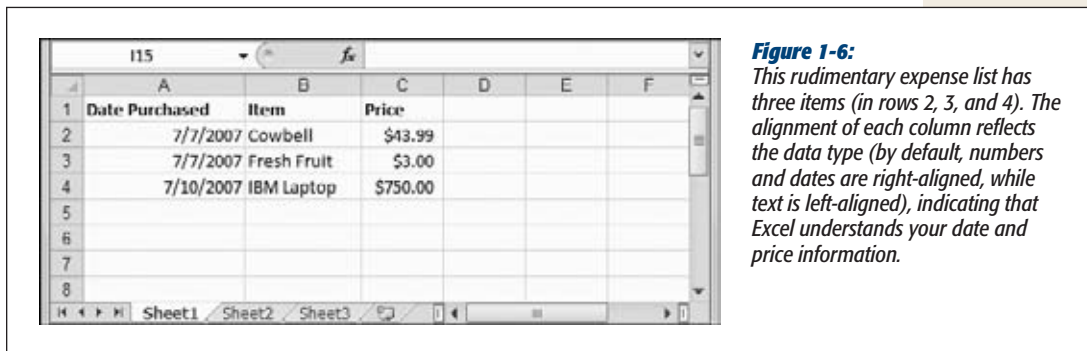 I15 fx
A B C D E F
1 Date Purchased Item Price
2 7/7/2007 Cowbell $43.99
3 7/7/2007 Fresh Fruit $3.00
4 7/10/2007 IBM Laptop $750.00
5
6
7
8
Sheet1 Sheet2 Sheet3
Figure 1-6:
This rudimentary expense list has
three items (in rows 2, 3, and 4). The
alignment of each column reflects
the data type (by default, numbers
and dates are right-aligned, while
text is left-aligned), indicating that
Excel understands your date and
price information.